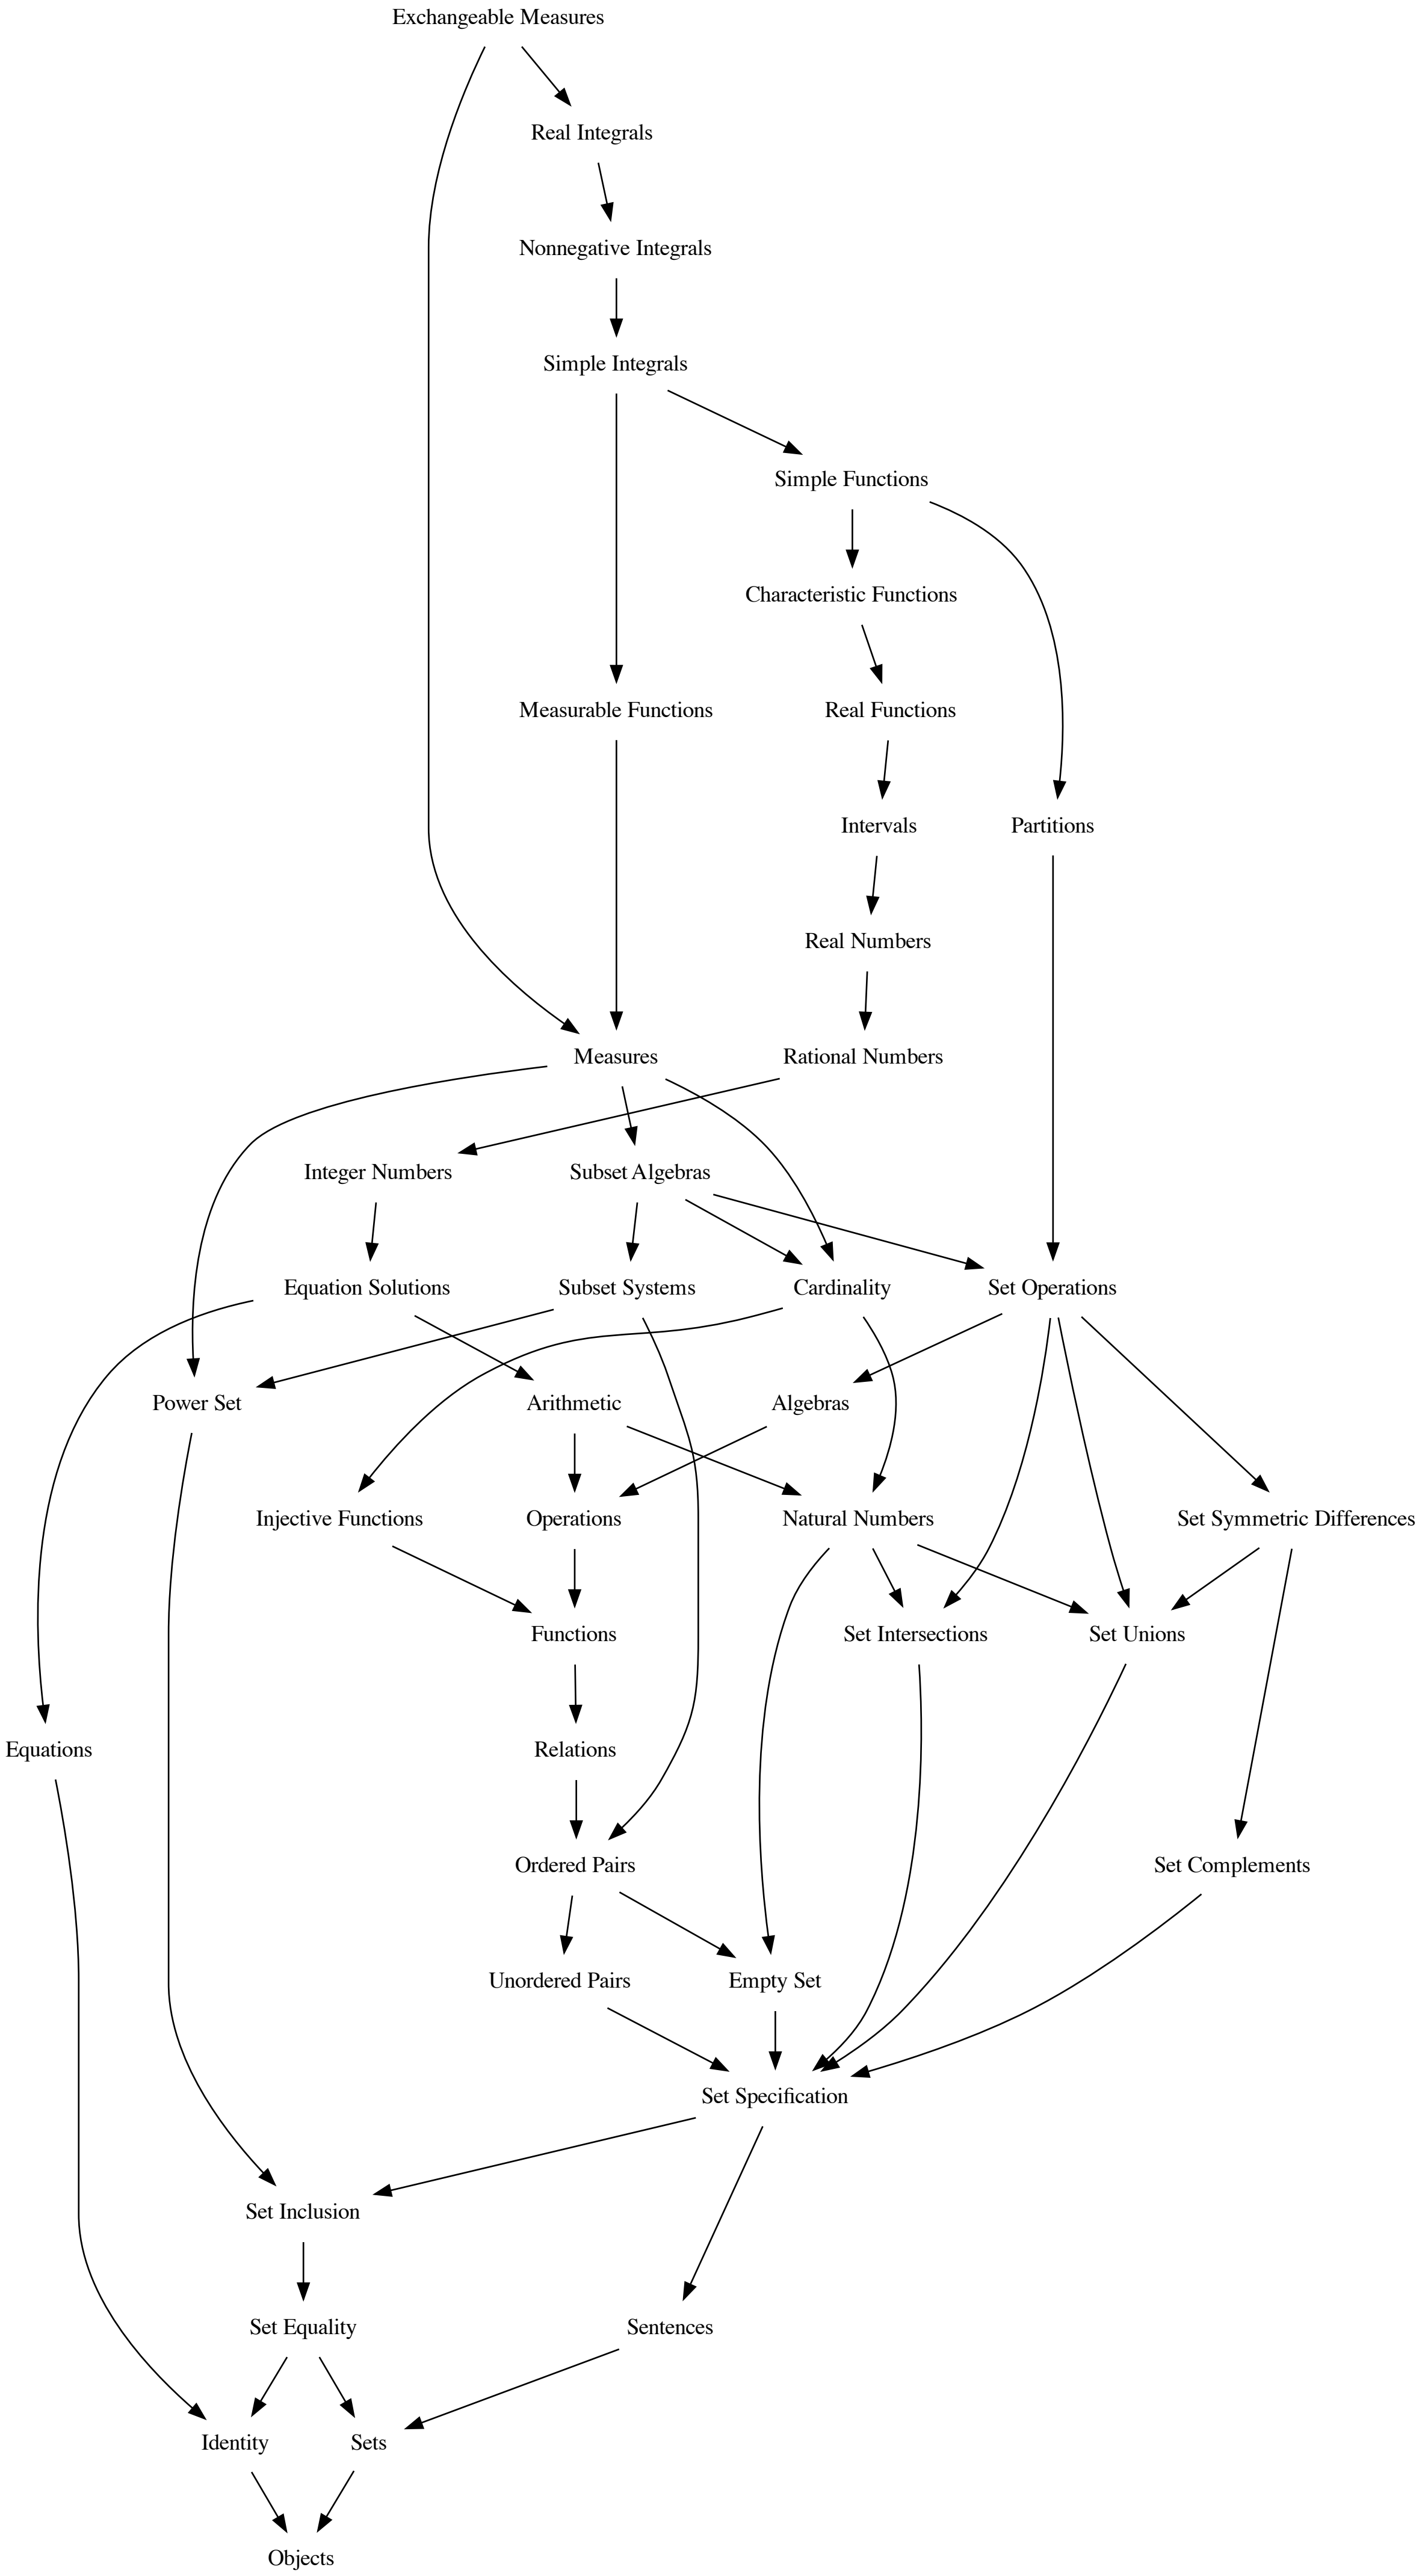 Exchangeable Measures
Real Integrals
Nonnegative Integrals
Simple Integrals
Simple Functions
Characteristic Functions
Measurable Functions
Real Functions
Intervals
Partitions
Real Numbers
Measures
Rational Numbers
Integer Numbers
Subset Algebras
Equation Solutions
Subset Systems
Cardinality
Set Operations
Power Set
Arithmetic
Algebras
Injective Functions
Operations
Natural Numbers
Set Symmetric Differences
Functions
Set Intersections
Set Unions
Equations
Relations
Ordered Pairs
Set Complements
Unordered Pairs
Empty Set
Set Specification
Set Inclusion
Set Equality
Sentences
Identity
Sets
Objects